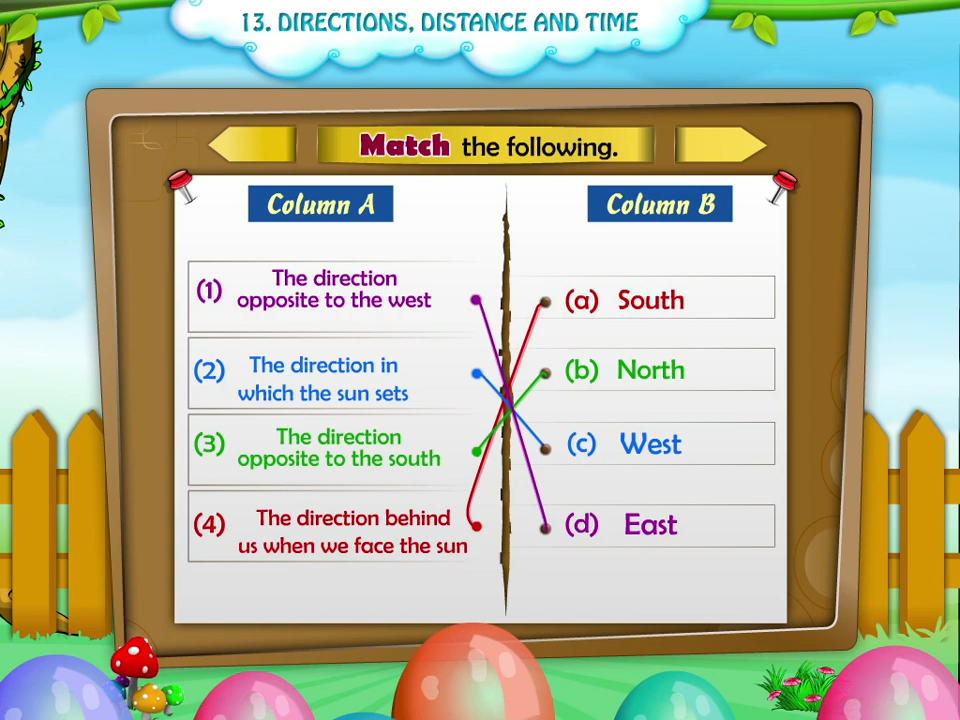 13. DIRECTIONS, DISTANCE AND TIME
Match the following.
Column A
Column B
(1) The direction
opposite to the west
(a) South
(2) The direction in
which the sun sets
(b) North
(3) The direction
opposite to the south
(c) West
(4) The direction behind
us when we face the sun
(d) East